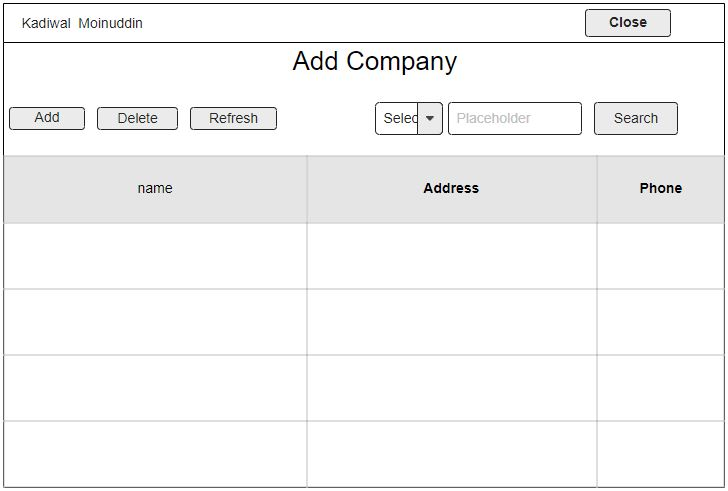 Kadiwal Moinuddin Close
Add Company
Add Delete Refresh Selec Placeholder Search
name Address Phone